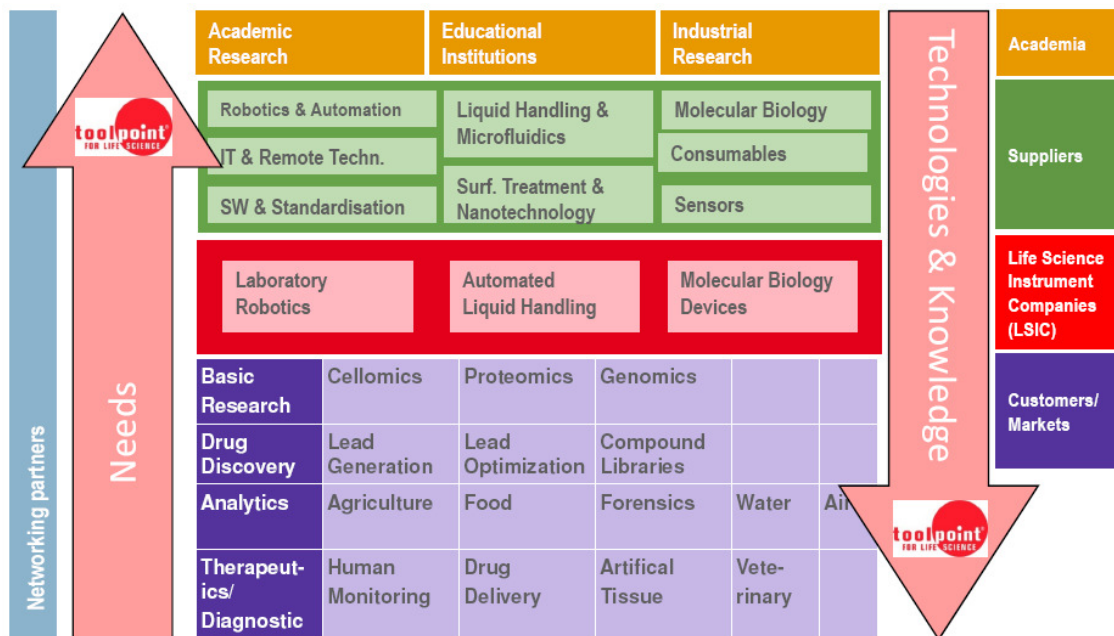 Academic
Research
Educational
Institutions
Industrial
Research
Academia
Robotics & Automation
Liquid Handling &
Microfluidics
Molecular Biology
toolpoint
FOR LIFE SCIENCE
IT & Remote Techn.
Consumables
Suppliers
SW & Standardisation
Surf. Treatment &
Nanotechnology
Sensors
Laboratory
Robotics
Automated
Liquid Handling
Molecular Biology
Devices
Life Science
Instrument
Companies
(LSIC)
Basic
Research
Cellomics
Proteomics
Genomics
Customers/
Markets
Drug
Discovery
Lead
Generation
Lead
Optimization
Compound
Libraries
Analytics
Agriculture
Food
Forensics
Water
Air
Therapeut-
ics/
Diagnostic
Human
Monitoring
Drug
Delivery
Artifical
Tissue
Vete-
rinary
Networking partners
Needs
Technologies & Knowledge
toolpoint
FOR LIFE SCIENCE